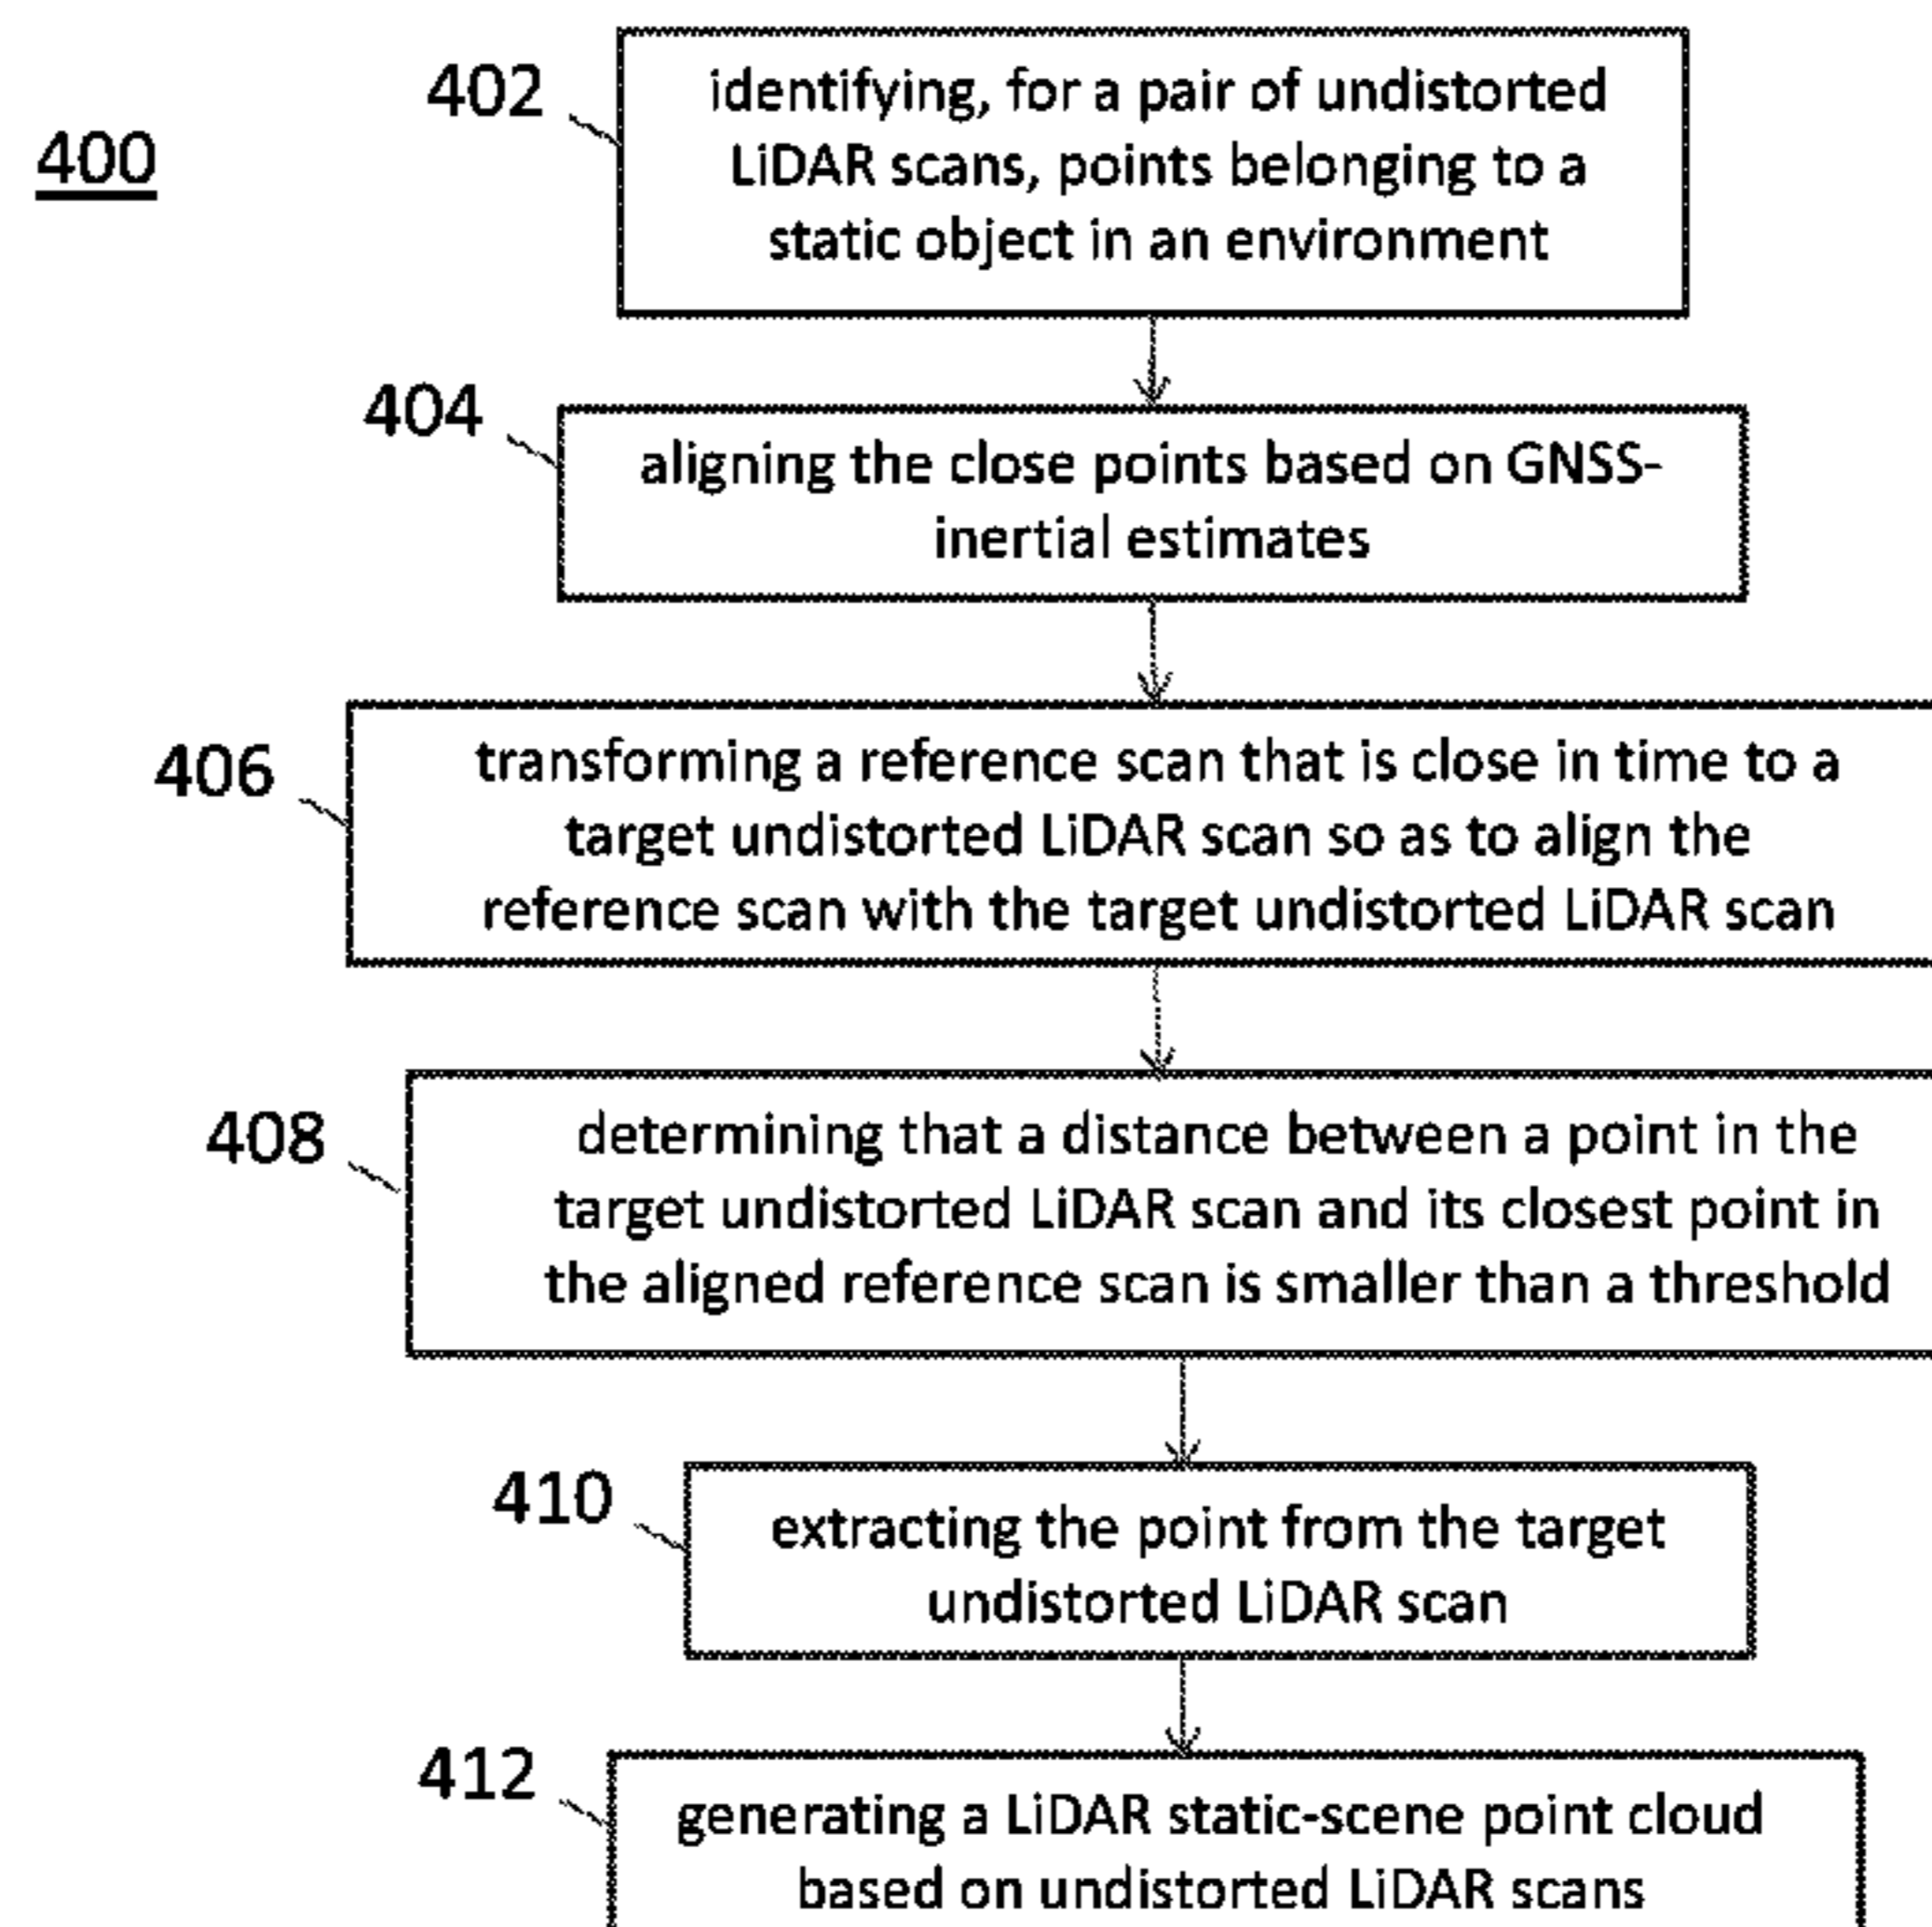 400
402
identifying, for a pair of undistorted
LiDAR scans, points belonging to a
static object in an environment
404
aligning the close points based on GNSS-
inertial estimates
406
transforming a reference scan that is close in time to a
target undistorted LiDAR scan so as to align the
reference scan with the target undistorted LiDAR scan
408
determining that a distance between a point in the
target undistorted LiDAR scan and its closest point in
the aligned reference scan is smaller than a threshold
410
extracting the point from the target
undistorted LiDAR scan
412
generating a LiDAR static-scene point cloud
based on undistorted LiDAR scans